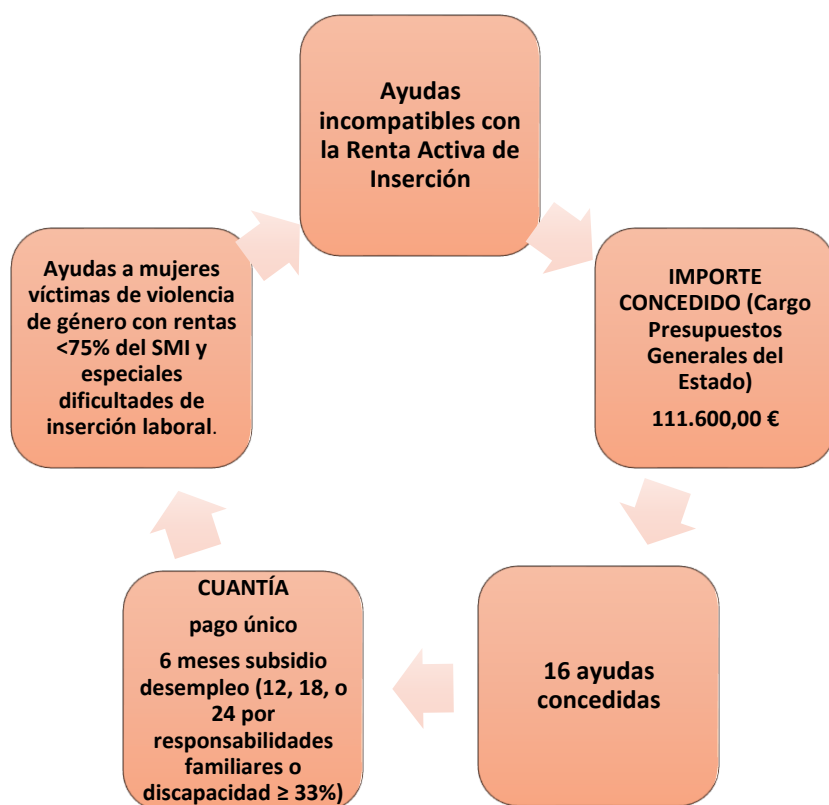 Ayudas
incompatibles con
la Renta Activa de
Inserción
IMPORTE
CONCEDIDO (Cargo
Presupuestos
Generales del
Estado)
111.600,00 €
16 ayudas
concedidas
CUANTÍA
pago único
6 meses subsidio
desempleo (12, 18, o
24 por
responsabilidades
familiares o
discapacidad ≥ 33%)
Ayudas a mujeres
víctimas de violencia
de género con rentas
<75% del SMI y
especiales
dificultades de
inserción laboral.